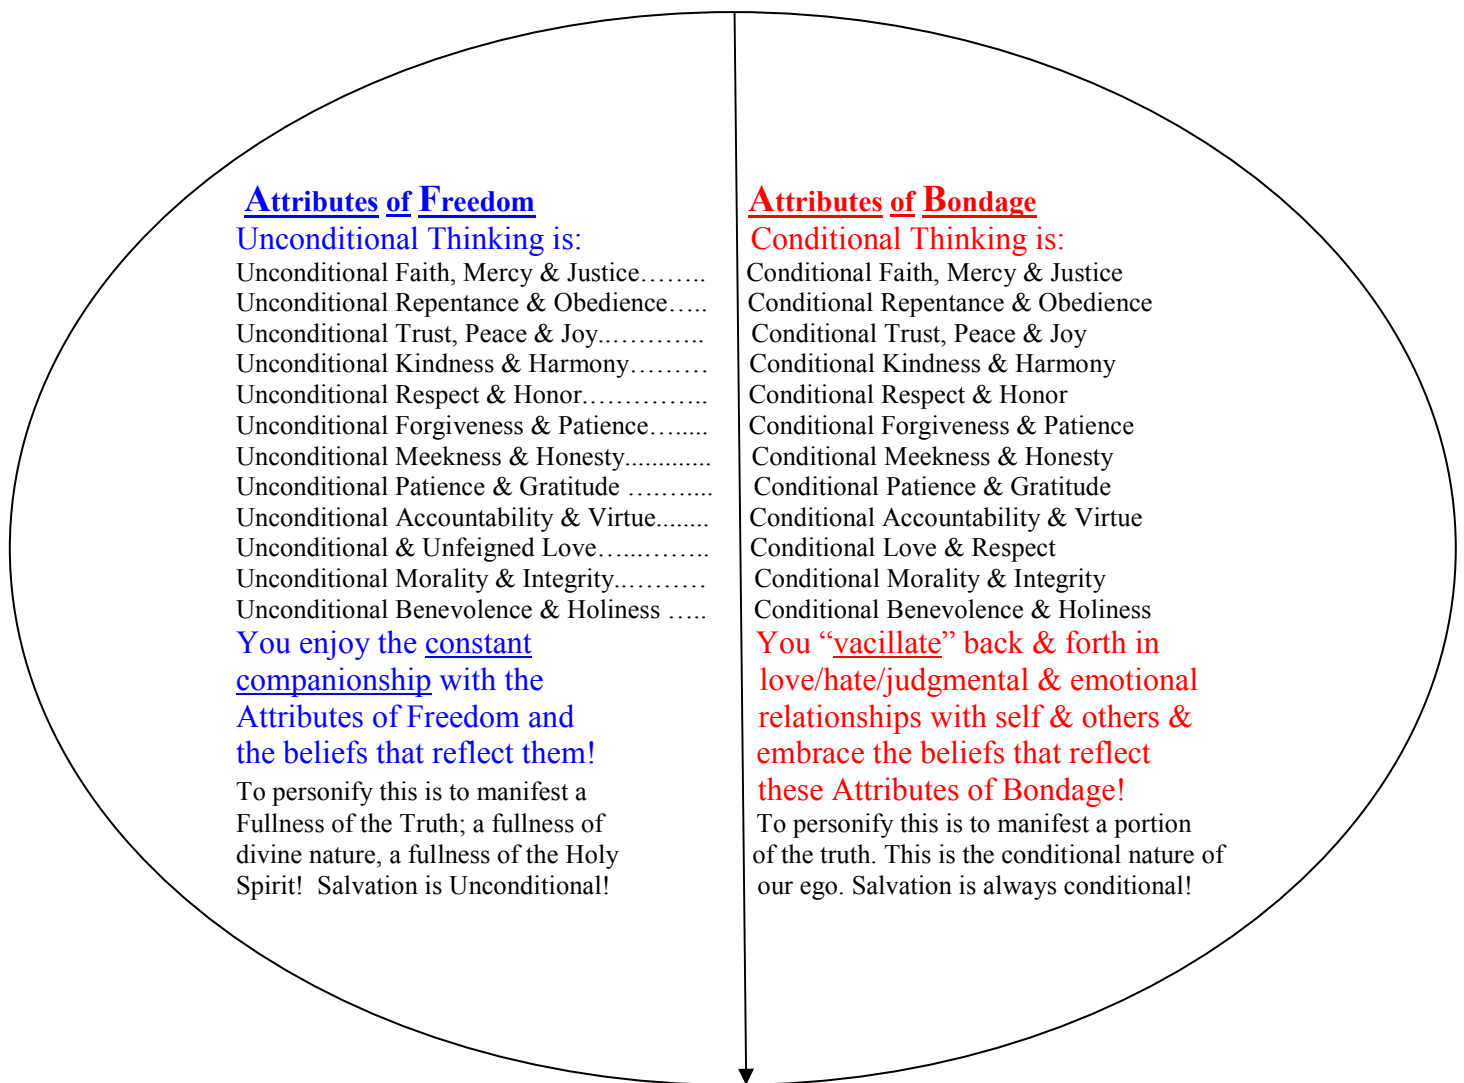 Attributes of Freedom
Unconditional Thinking is:
Unconditional Faith, Mercy & Justice……..
Unconditional Repentance & Obedience…..
Unconditional Trust, Peace & Joy..………..
Unconditional Kindness & Harmony………
Unconditional Respect & Honor.…………..
Unconditional Forgiveness & Patience….....
Unconditional Meekness & Honesty.............
Unconditional Patience & Gratitude ….…....
Unconditional Accountability & Virtue........
Unconditional & Unfeigned Love…...……..
Unconditional Morality & Integrity..………
Unconditional Benevolence & Holiness …..
You enjoy the constant
companionship with the
Attributes of Freedom and
the beliefs that reflect them!
To personify this is to manifest a
Fullness of the Truth; a fullness of
divine nature, a fullness of the Holy
Spirit!  Salvation is Unconditional!
Attributes of Bondage
Conditional Thinking is:
Conditional Faith, Mercy & Justice
Conditional Repentance & Obedience
Conditional Trust, Peace & Joy
Conditional Kindness & Harmony
Conditional Respect & Honor
Conditional Forgiveness & Patience
Conditional Meekness & Honesty
Conditional Patience & Gratitude
Conditional Accountability & Virtue
Conditional Love & Respect
Conditional Morality & Integrity
Conditional Benevolence & Holiness
You “vacillate” back & forth in
love/hate/judgmental & emotional
relationships with self & others &
embrace the beliefs that reflect
these Attributes of Bondage!
To personify this is to manifest a portion
of the truth. This is the conditional nature of
our ego. Salvation is always conditional!